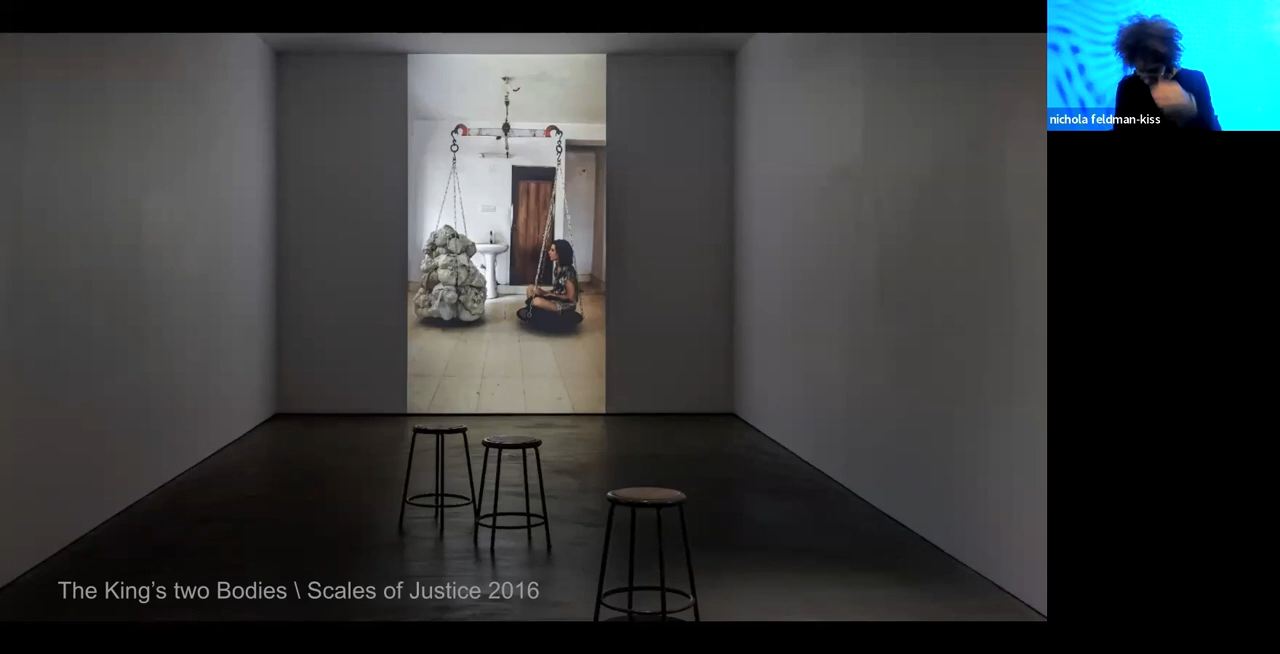 nichola feldman-kiss
The King's two Bodies \ Scales of Justice 2016